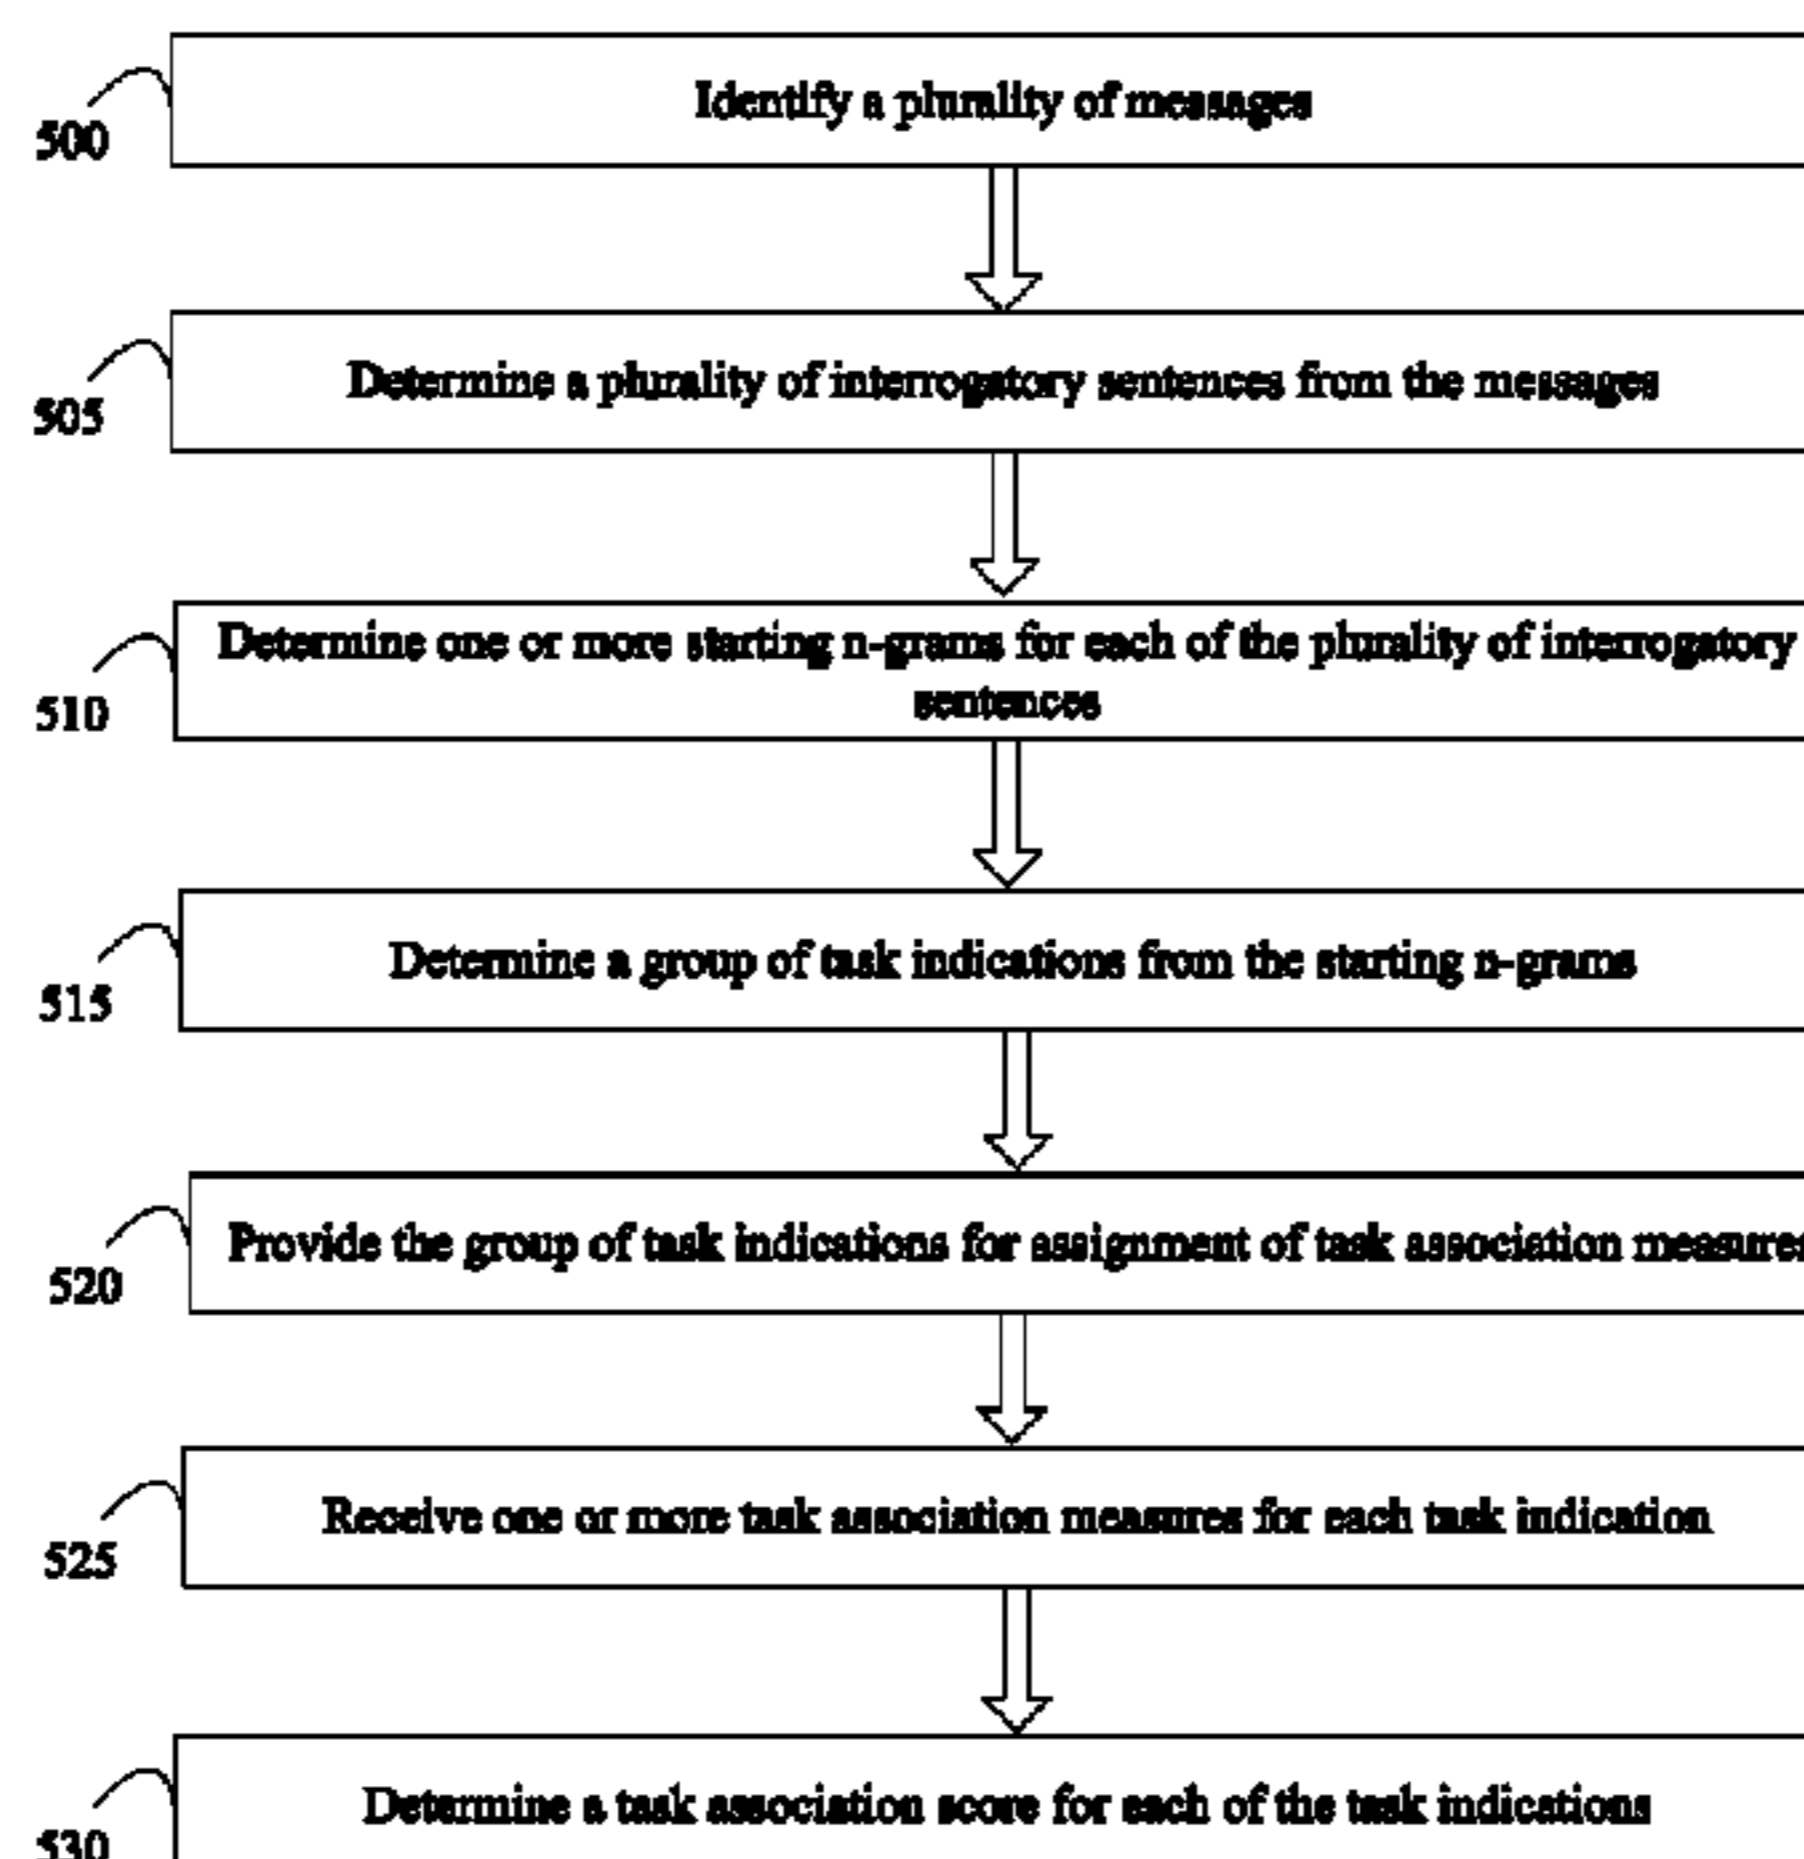 Identify a plurality of messages
500
Determine a plurality of interrogatory sentences from the messages
505
Determine one or more starting n-grams for each of the plurality of interrogatory
sentences
510
Determine a group of task indications from the starting n-grams
515
Provide the group of task indications for assignment of task association measures
520
Receive one or more task association measures for each task indication
525
Determine a task association score for each of the task indications
530